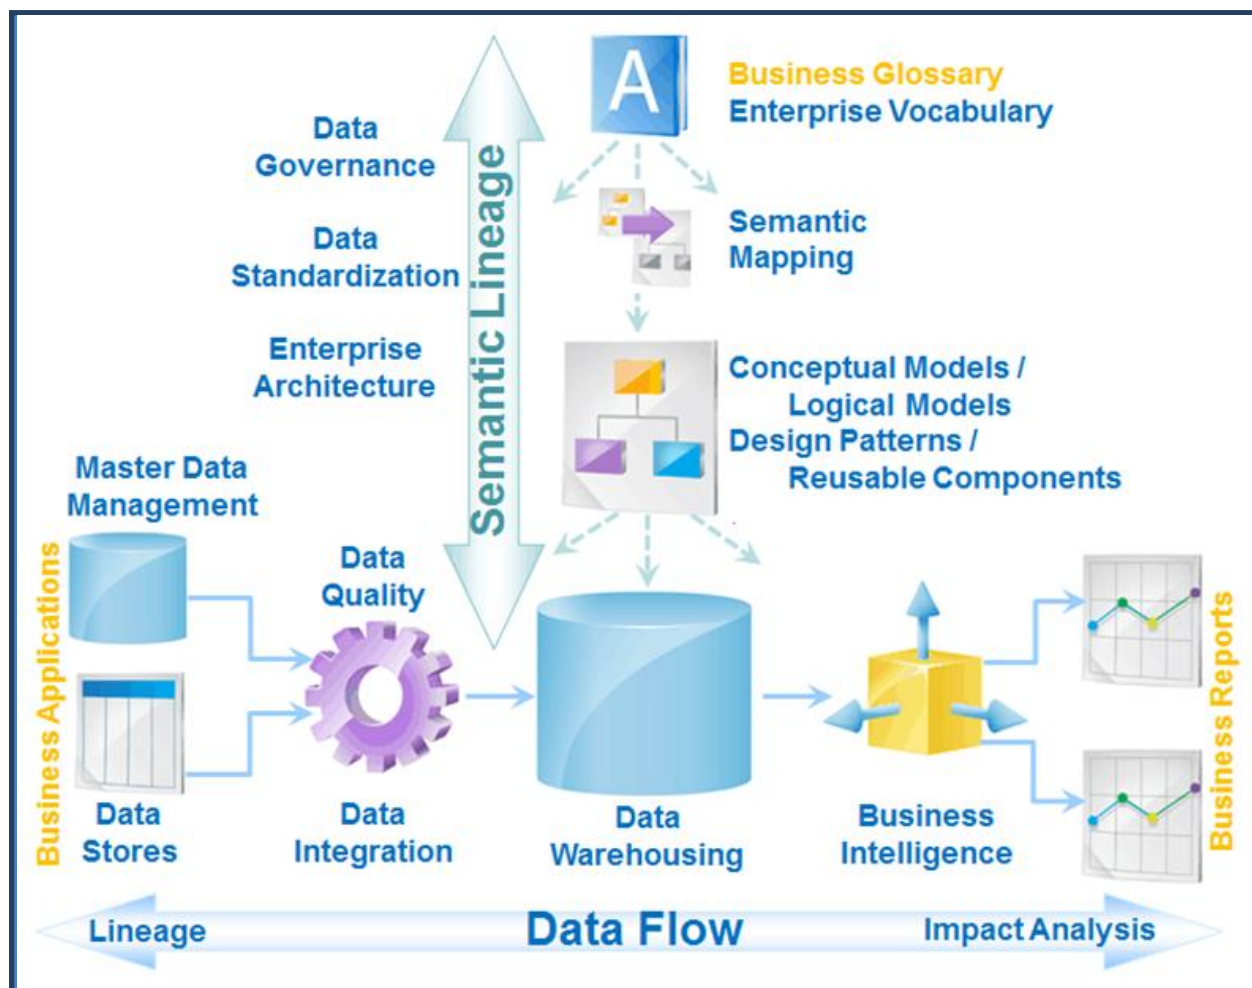 A
Business Glossary
Enterprise Vocabulary
Data
Governance
Semantic
Mapping
Data
Standardization
Enterprise
Architecture
Semantic Lineage
Conceptual Models /
Logical Models
Design Patterns /
Reusable Components
Master Data
Management
Business Applications
Data
Quality
Data
Stores
Data
Integration
Data
Warehousing
Business
Intelligence
Business Reports
Lineage
Data Flow
Impact Analysis